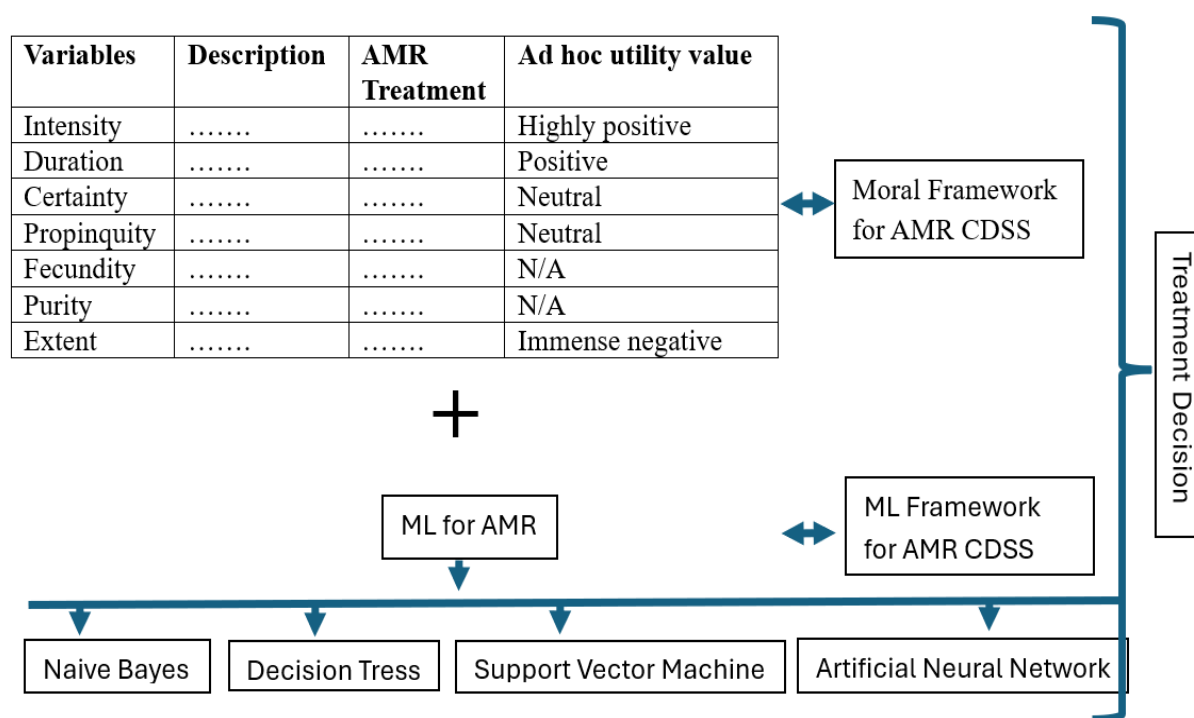 Variables Description AMR Treatment Ad hoc utility value
Intensity ……. ……. Highly positive
Duration ……. ……. Positive
Certainty ……. ……. Neutral
Propinquity ……. ……. Neutral
Fecundity ……. ……. N/A
Purity ……. ……. N/A
Extent ……. ……. Immense negative
Moral Framework
for AMR CDSS
+
ML for AMR
ML Framework
for AMR CDSS
Naive Bayes
Decision Tress
Support Vector Machine
Artificial Neural Network
Treatment Decision